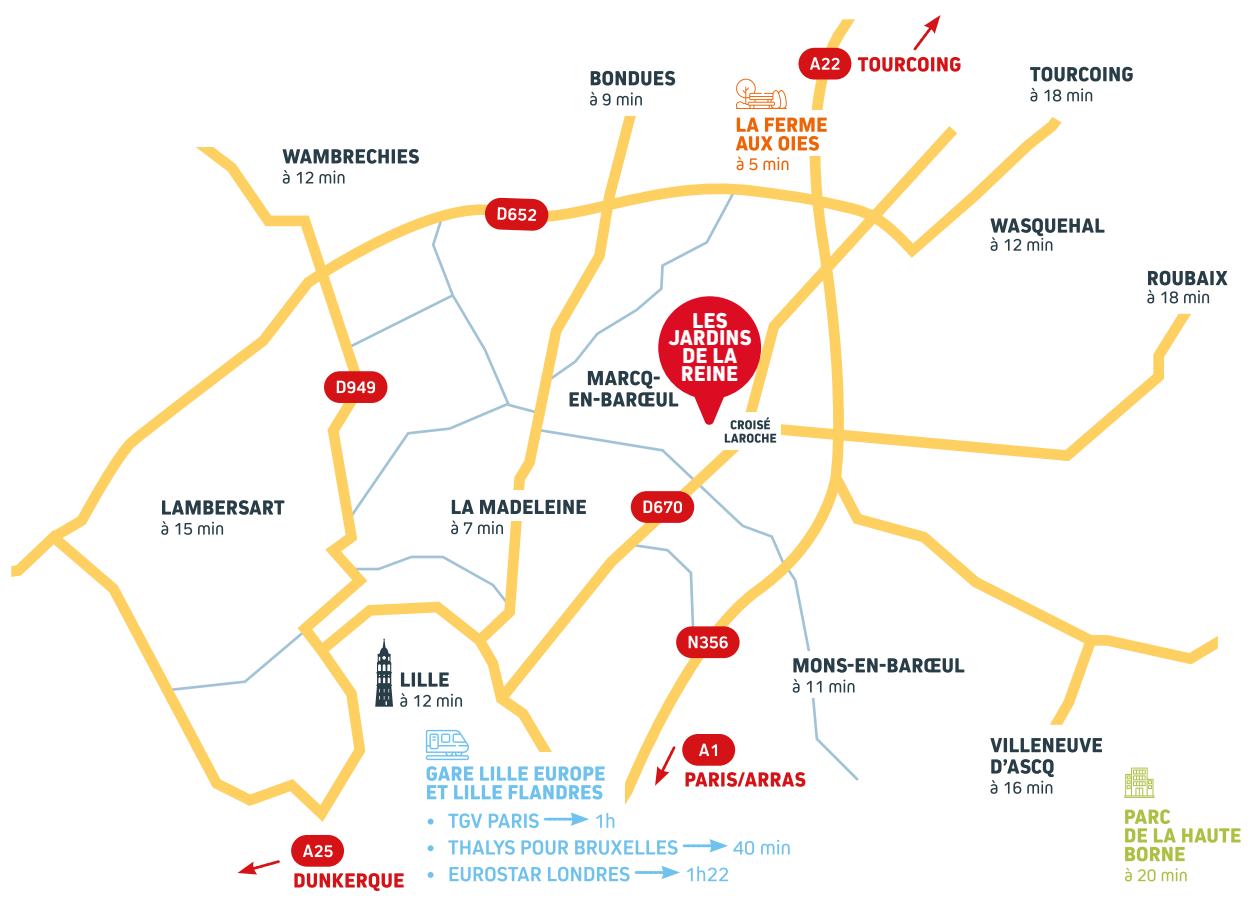 A22 TOURCOING
BONDUES
à 9 min
TOURCOING
à 18 min
LA FERME
AUX OIES
à 5 min
WAMBRECHIES
à 12 min
D652
WASQUEHAL
à 12 min
ROUBAIX
à 18 min
LES
JARDINS
DE LA
REINE
D949
MARCQ-
EN-BARŒUL
CROISÉ
LAROCHE
LAMBERSART
à 15 min
LA MADELEINE
à 7 min
D670
N356
MONS-EN-BARŒUL
à 11 min
LILLE
à 12 min
A1
PARIS/ARRAS
VILLENEUVE
D'ASCQ
à 16 min
GARE LILLE EUROPE
ET LILLE FLANDRES
• TGV PARIS → 1h
• THALYS POUR BRUXELLES → 40 min
• EUROSTAR LONDRES → 1h22
PARC
DE LA HAUTE
BORNE
à 20 min
A25
DUNKERQUE